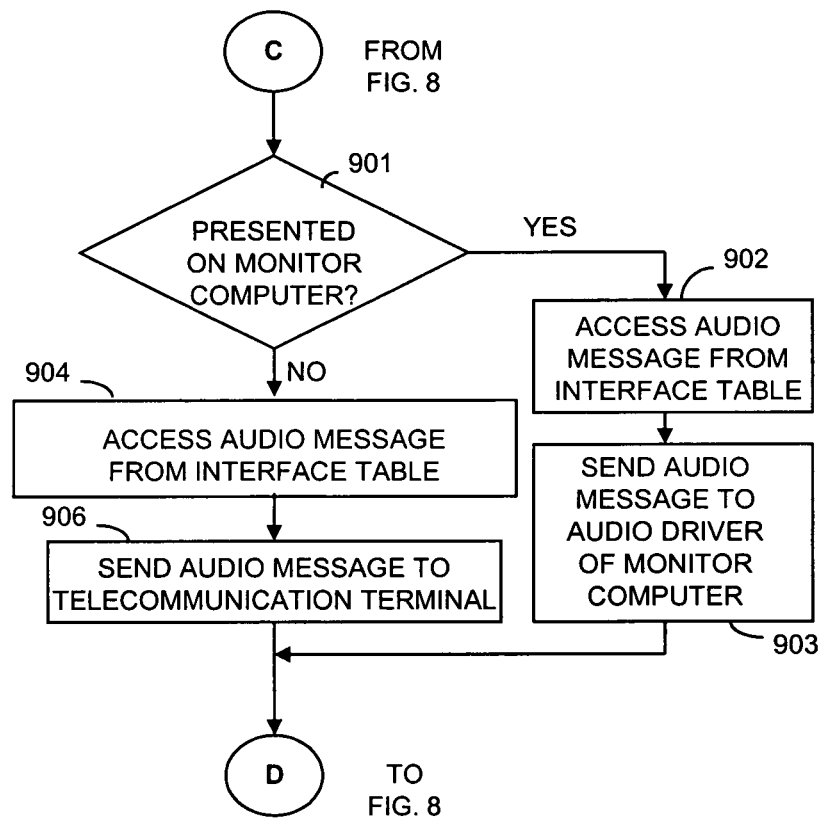 C
FROM
FIG. 8
901
PRESENTED
ON MONITOR
COMPUTER?
YES
NO
902
ACCESS AUDIO
MESSAGE FROM
INTERFACE TABLE
904
ACCESS AUDIO MESSAGE
FROM INTERFACE TABLE
SEND AUDIO
MESSAGE TO
AUDIO DRIVER
OF MONITOR
COMPUTER
903
906
SEND AUDIO MESSAGE TO
TELECOMMUNICATION TERMINAL
D
TO
FIG. 8